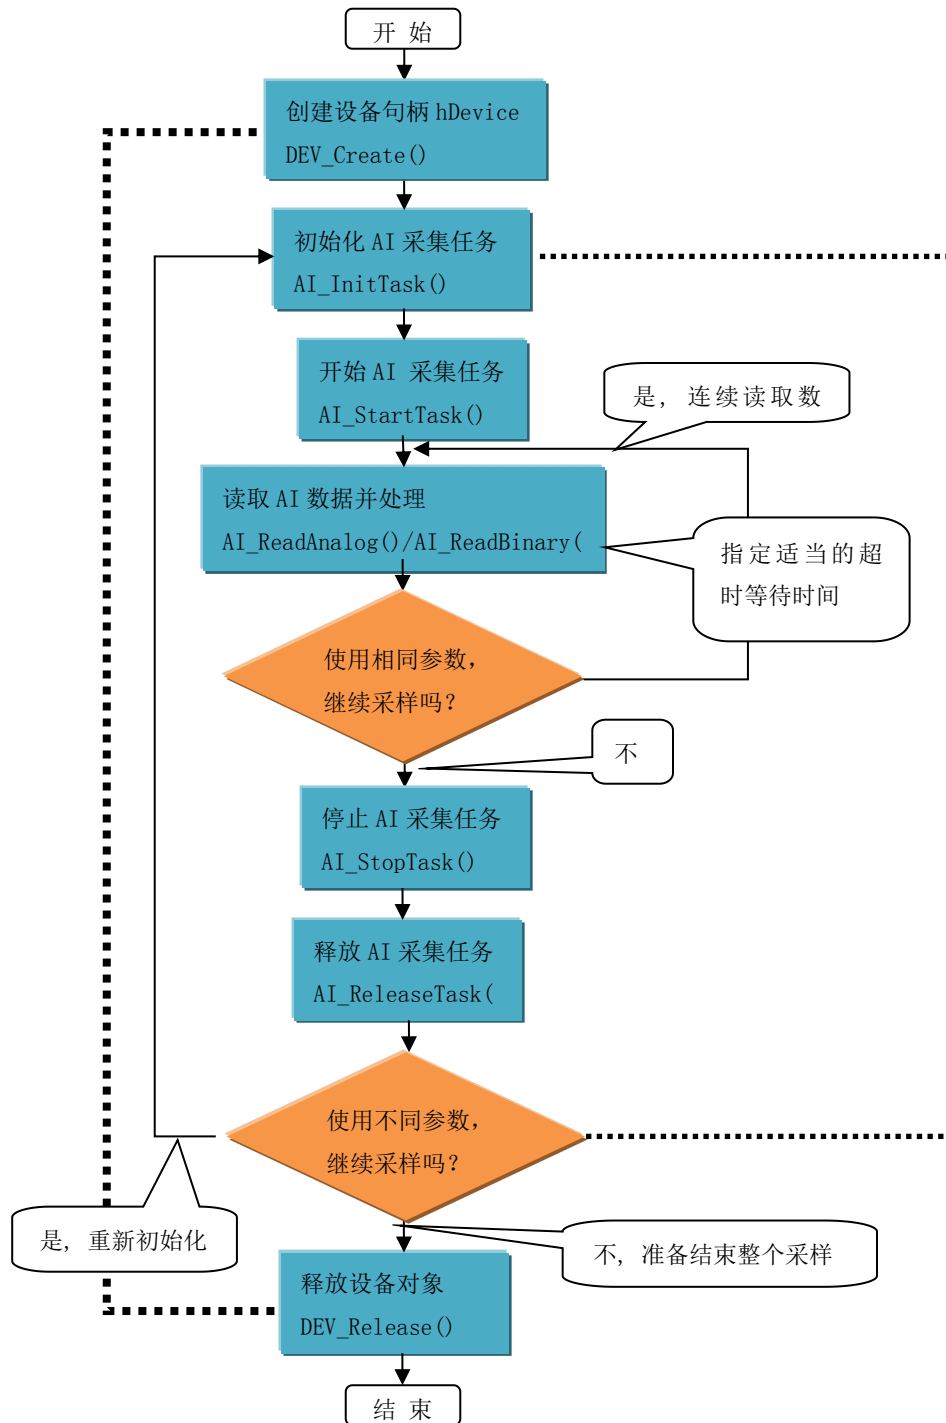 开 始
创建设备句柄 hDevice
DEV_Create()
初始化 AI 采集任务
AI_InitTask()
开始 AI 采集任务
AI_StartTask()
是, 连续读取数
读取 AI 数据并处理
AI_ReadAnalog()/AI_ReadBinary(
指定适当的超
时等待时间
使用相同参数,
继续采样吗?
不
停止 AI 采集任务
AI_StopTask()
释放 AI 采集任务
AI_ReleaseTask(
使用不同参数,
继续采样吗?
是, 重新初始化
不, 准备结束整个采样
释放设备对象
DEV_Release()
结 束